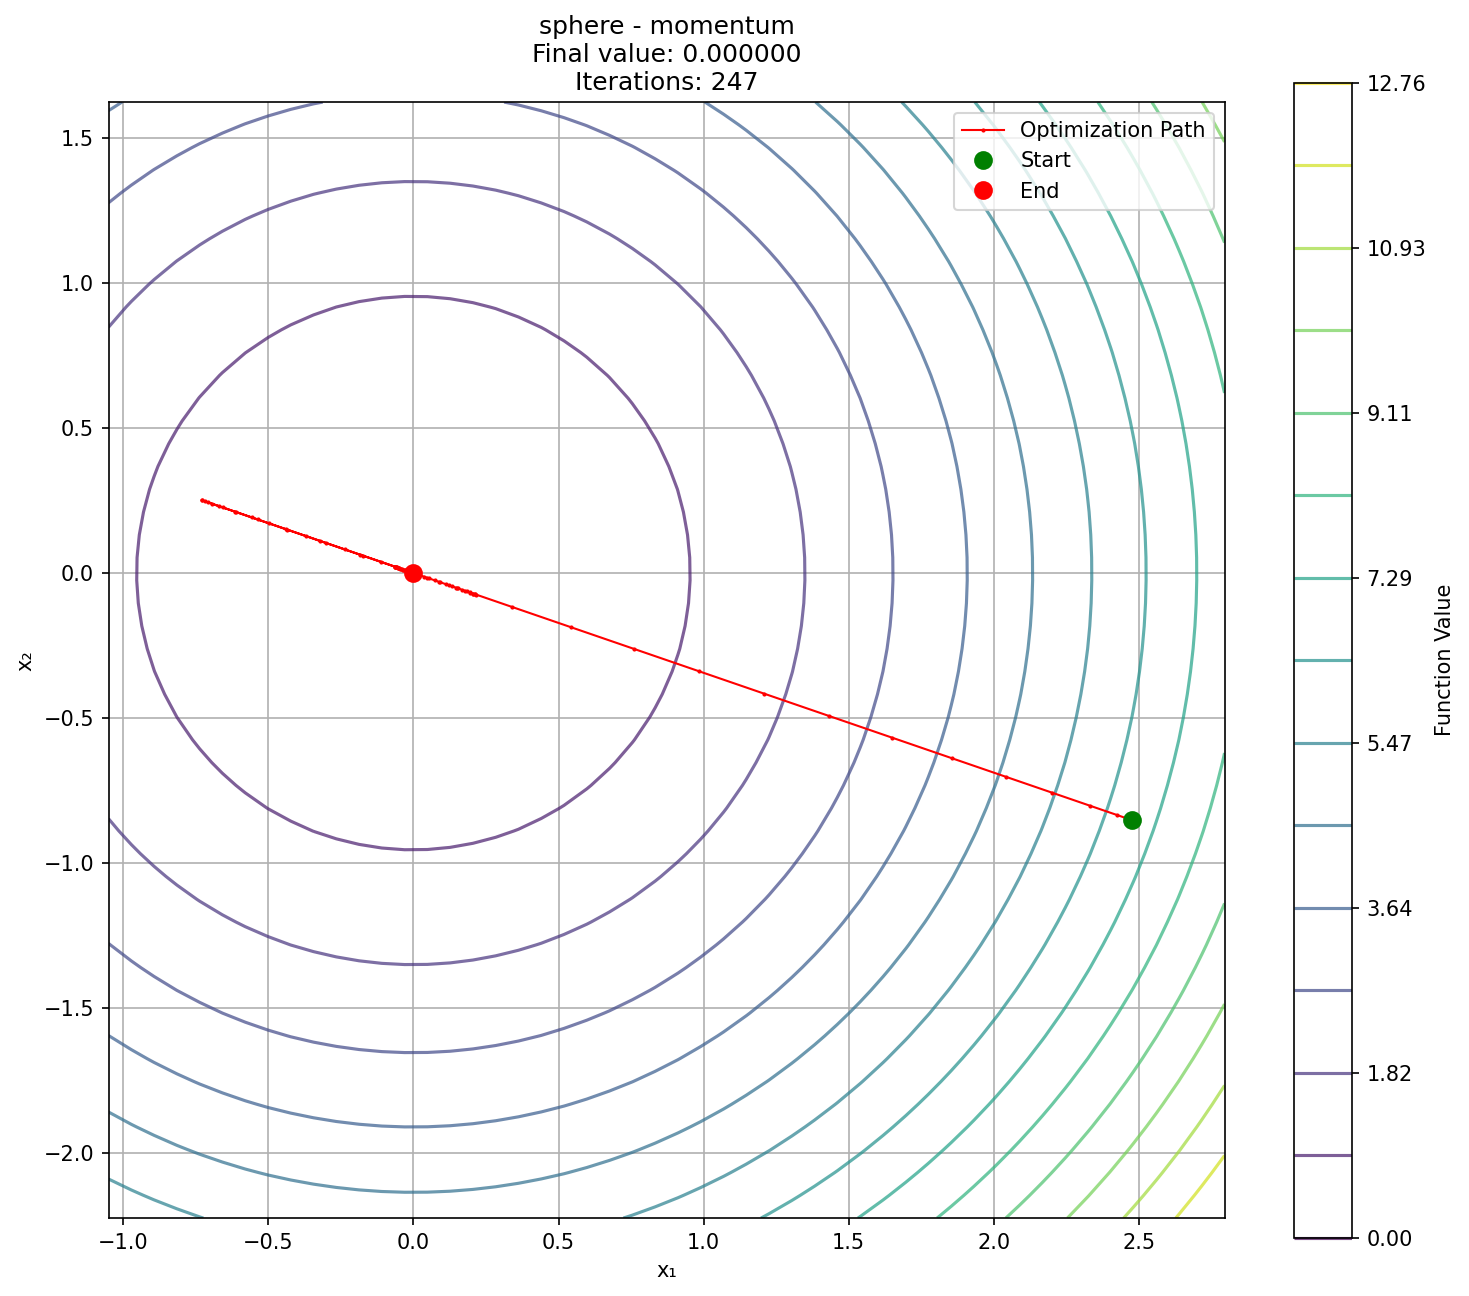 sphere - momentum
Final value: 0.000000
Iterations: 247
Optimization Path
Start
End
1.5
1.0
0.5
0.0
−0.5
−1.0
−1.5
−2.0
x₂
−1.0
−0.5
0.0
0.5
1.0
1.5
2.0
2.5
x₁
12.76
10.93
9.11
7.29
5.47
3.64
1.82
0.00
Function Value